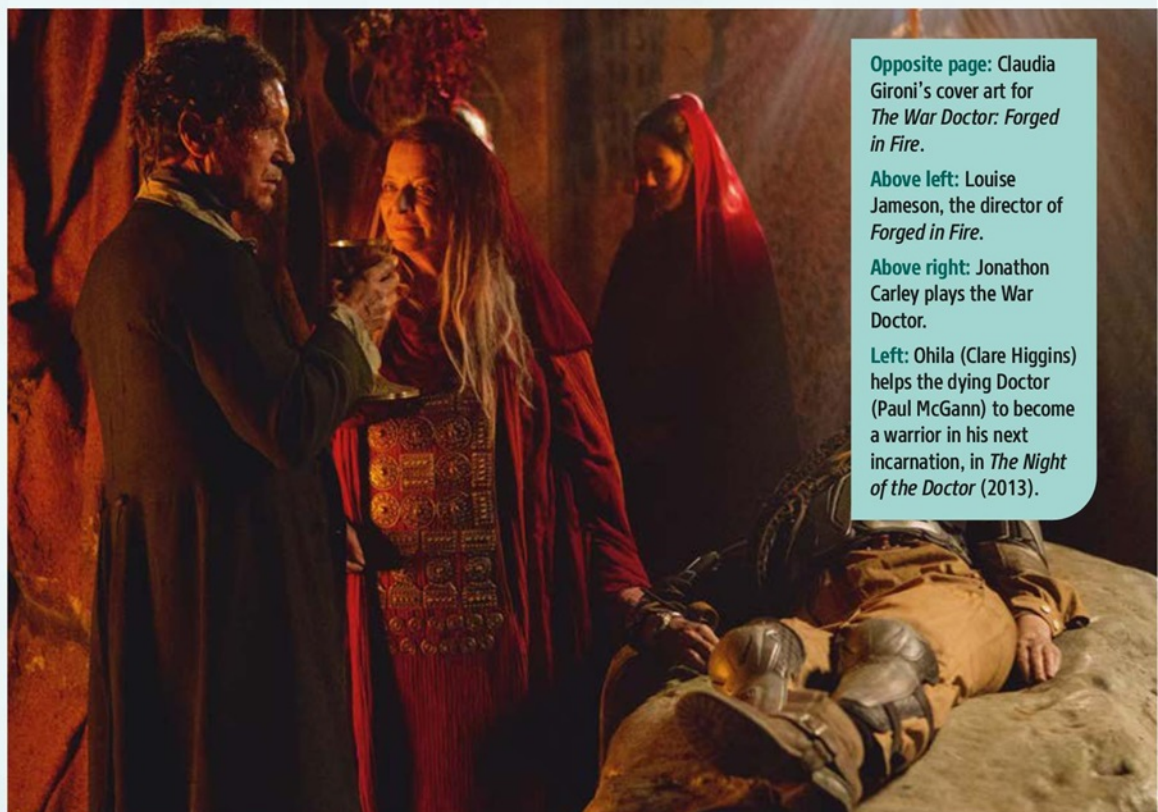 Opposite page: Claudia
Gironi's cover art for
The War Doctor: Forged
in Fire.
Above left: Louise
Jameson, the director of
Forged in Fire.
Above right: Jonathon
Carley plays the War
Doctor.
Left: Ohila (Clare Higgins)
helps the dying Doctor
(Paul McGann) to become
a warrior in his next
incarnation, in The Night
of the Doctor (2013).